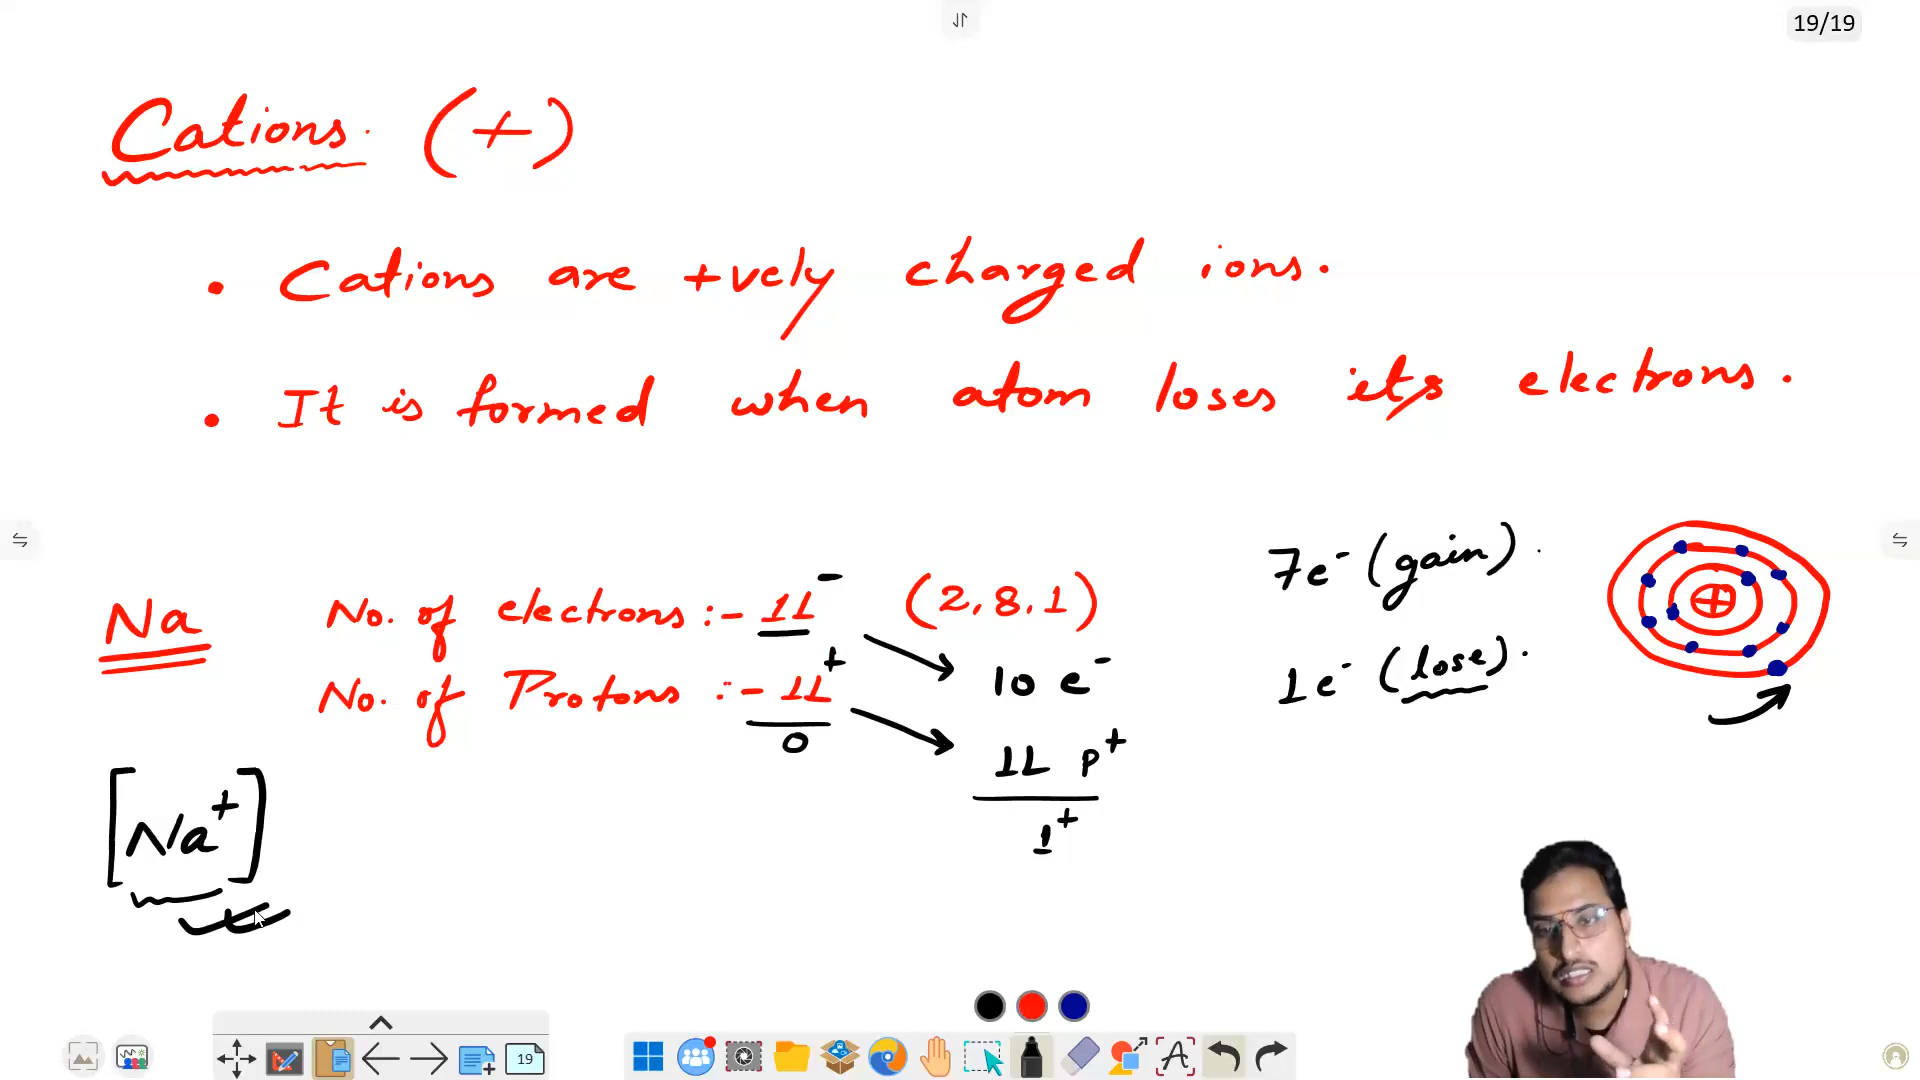 19/19
Cations. (+)
• Cations are +vely charged ions.
• It is formed when atom loses its electrons.
7e⁻ (gain).
Na No. of electrons :- 11⁻ (2, 8, 1)
10 e⁻
1e⁻ (lose).
No. of Protons :- 11⁺
0
11 p⁺
1⁺
[Na⁺]
19